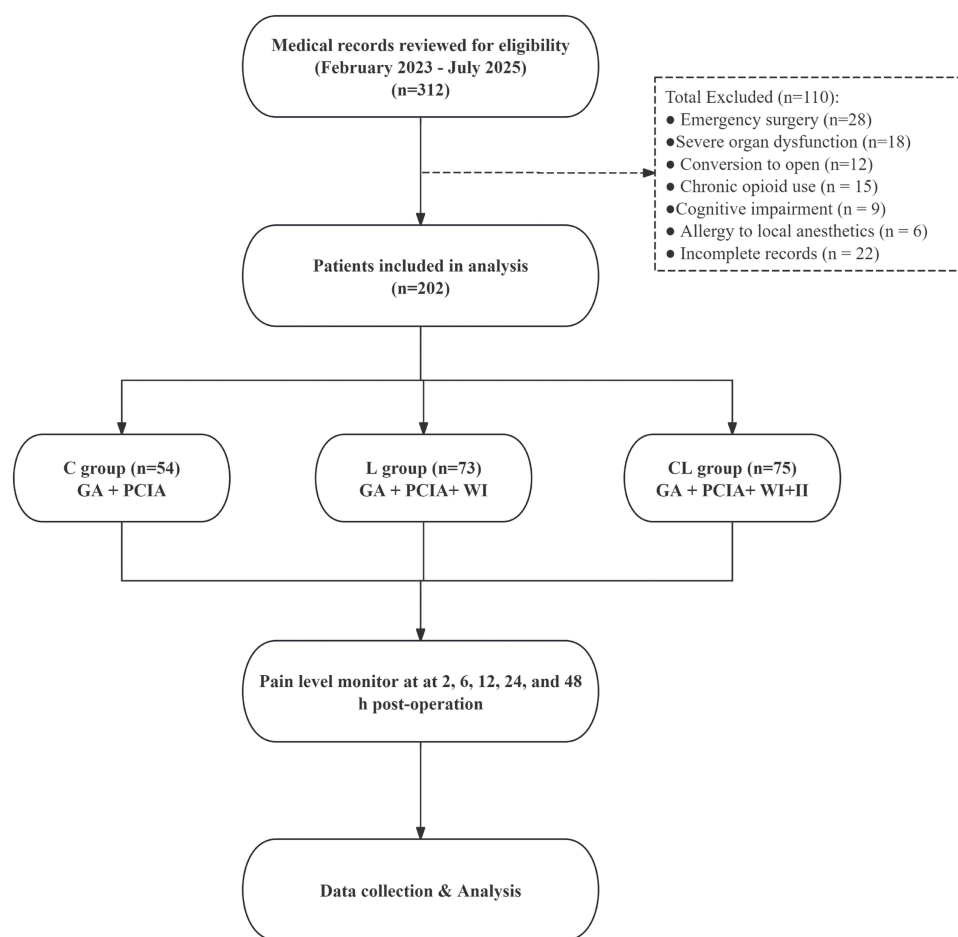 Medical records reviewed for eligibility
(February 2023 - July 2025)
(n=312)
Total Excluded (n=110):
● Emergency surgery (n=28)
●Severe organ dysfunction (n=18)
● Conversion to open (n=12)
● Chronic opioid use (n = 15)
●Cognitive impairment (n = 9)
● Allergy to local anesthetics (n = 6)
● Incomplete records (n = 22)
Patients included in analysis
(n=202)
C group (n=54)
GA + PCIA
L group (n=73)
GA + PCIA+ WI
CL group (n=75)
GA + PCIA+ WI+II
Pain level monitor at at 2, 6, 12, 24, and 48
h post-operation
Data collection & Analysis